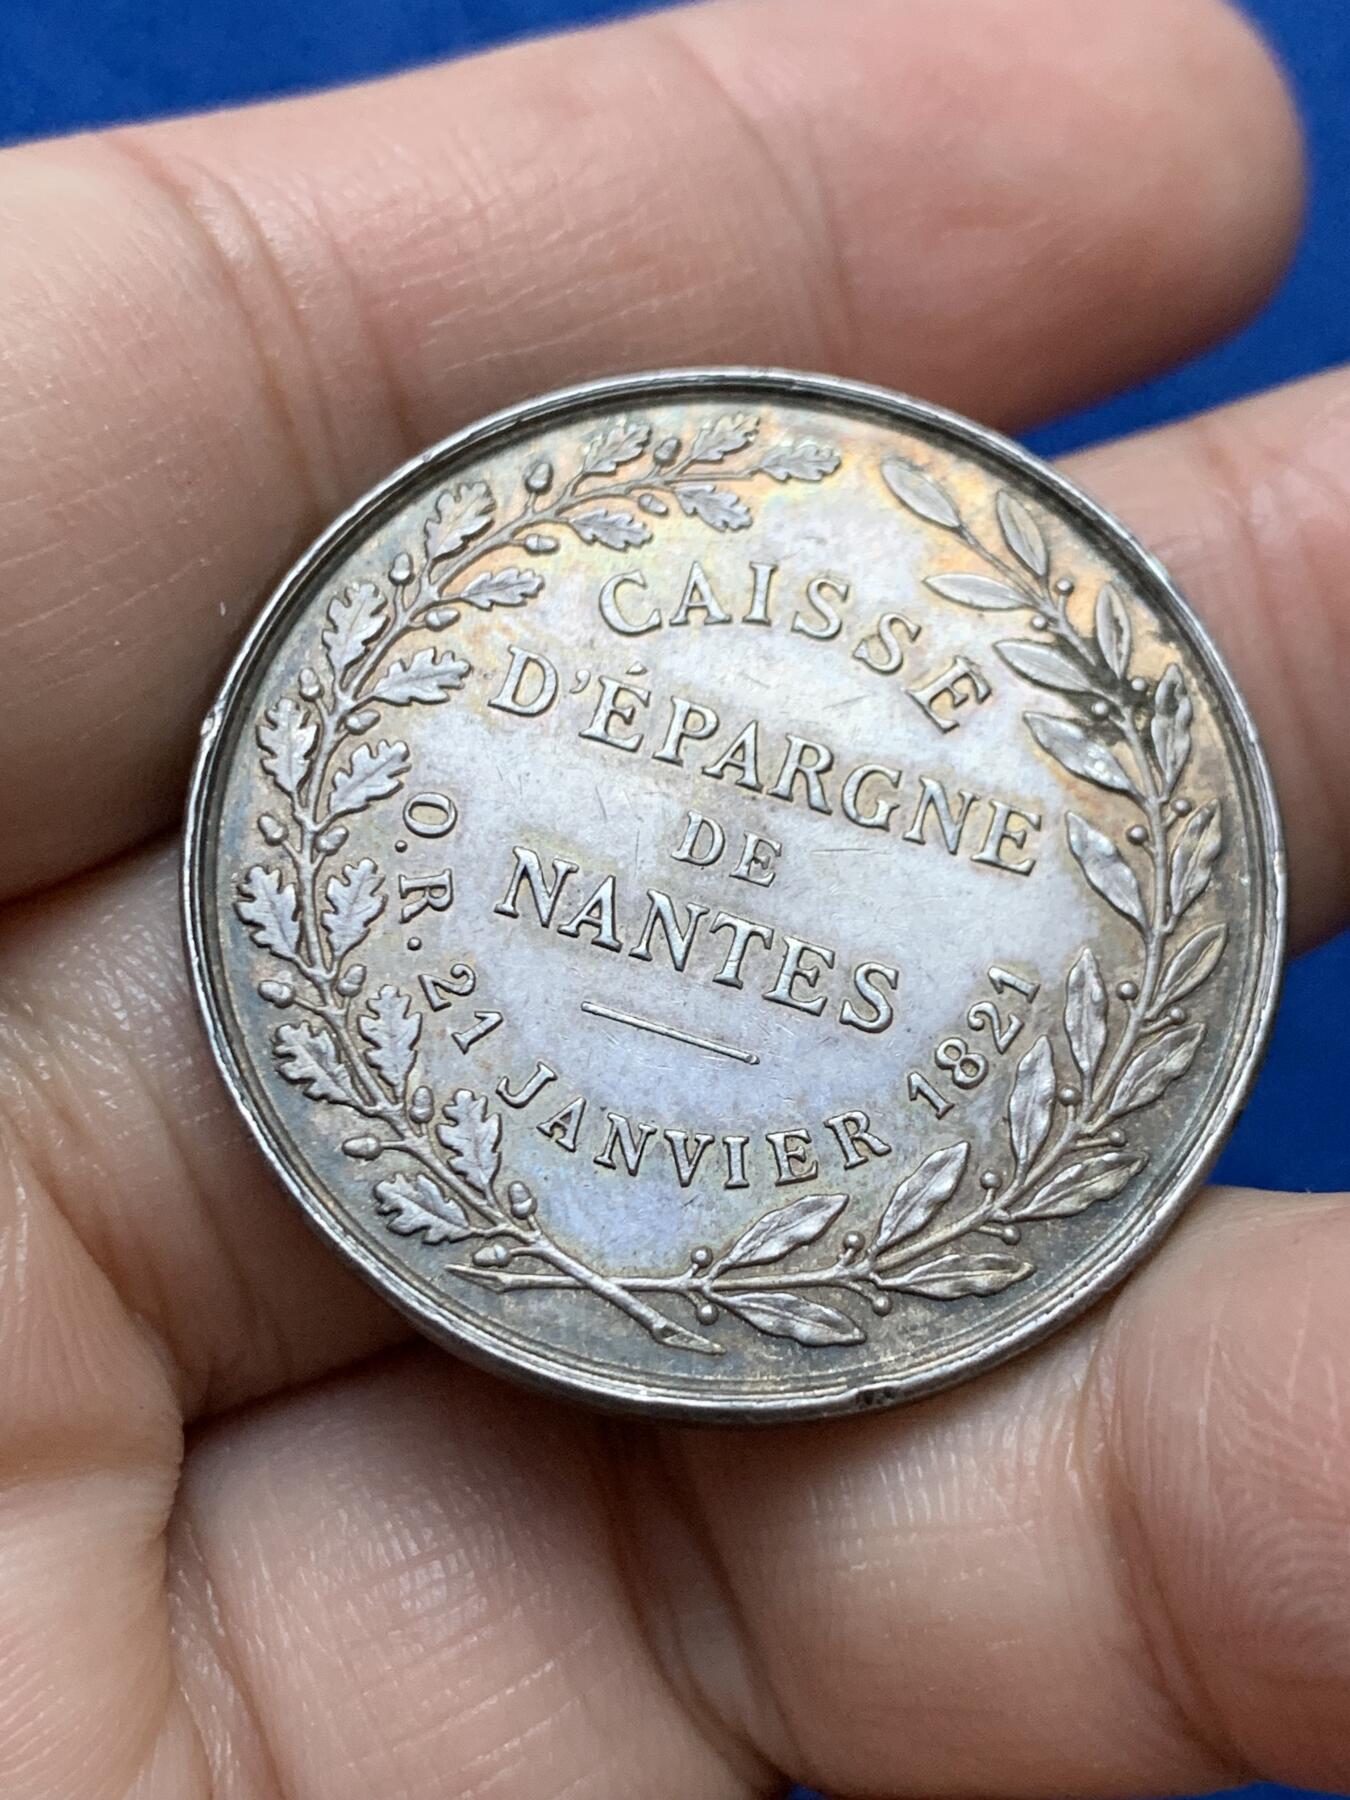 CAISSE
D'ÉPARGNE
DE
NANTES
O.R. 21 JANVIER 1821